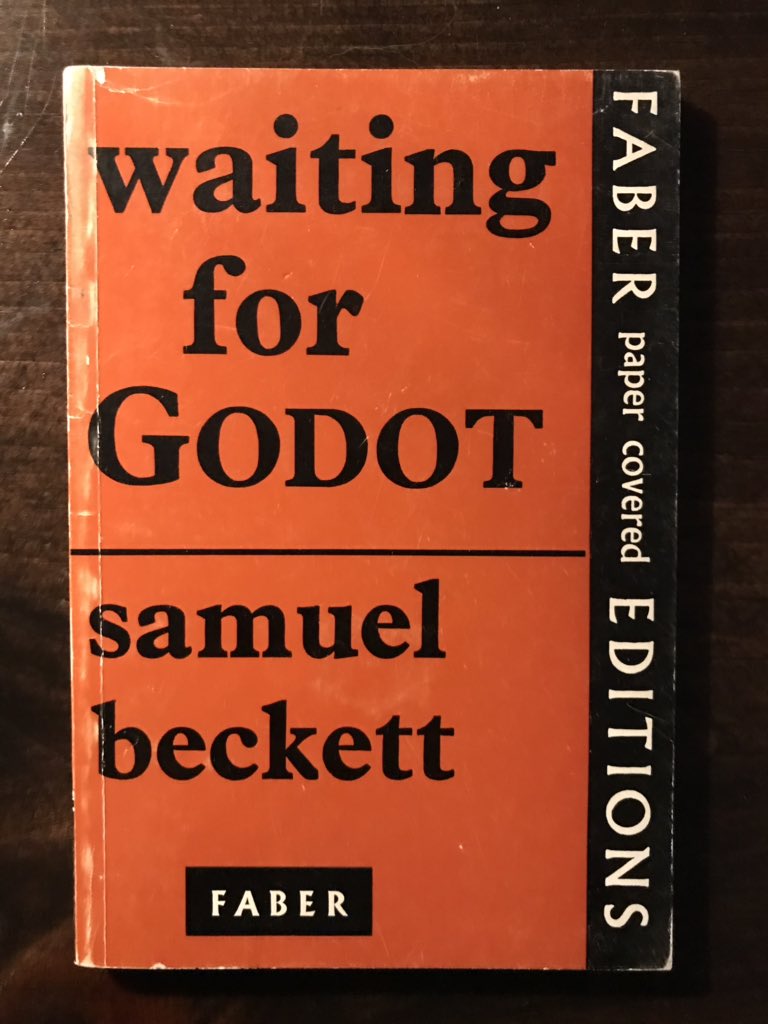 waiting
for
GODOT
samuel
beckett
FABER
FABER paper covered EDITIONS